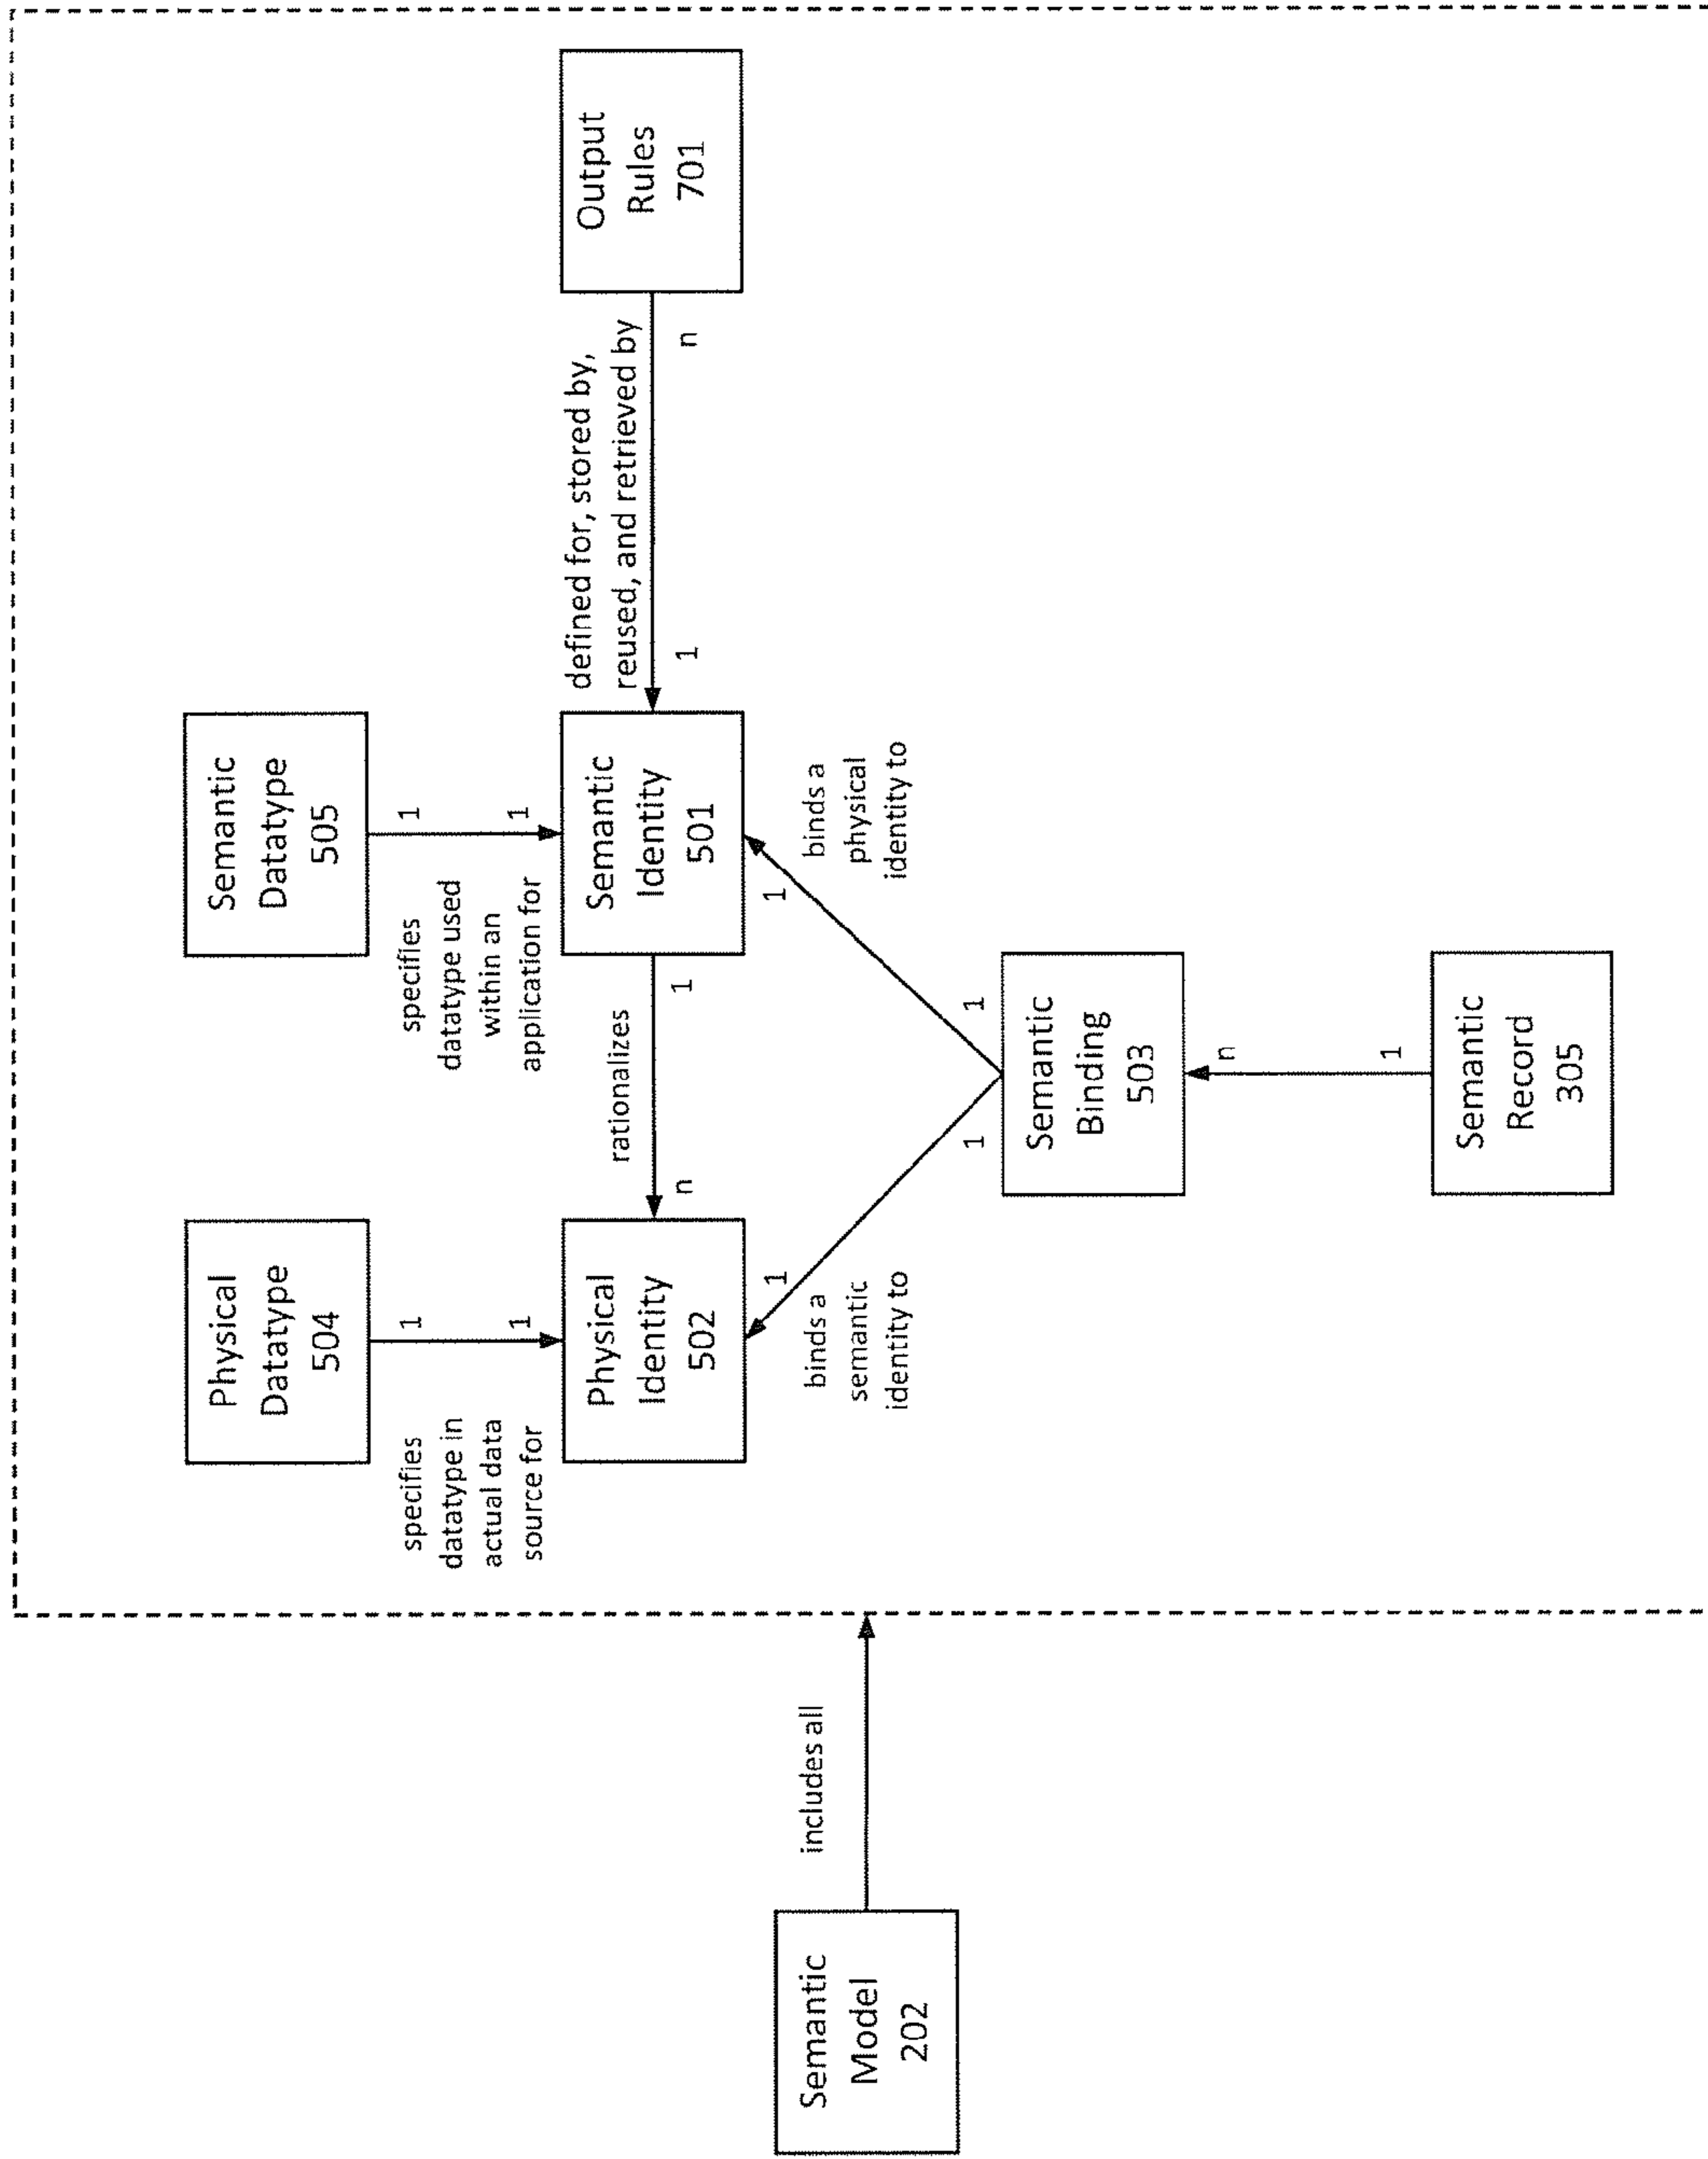 Semantic
Model
202
includes all
Physical
Datatype
504
1
specifies
datatype in
actual data
source for
1
Physical
Identity
502
n
rationalizes
1
Semantic
Datatype
505
1
specifies
datatype used
within an
application for
1
Semantic
Identity
501
1
defined for, stored by,
reused, and retrieved by
n
Output
Rules
701
1
binds a
semantic
identity to
1
1
binds a
physical
identity to
1
Semantic
Binding
503
n
1
Semantic
Record
305